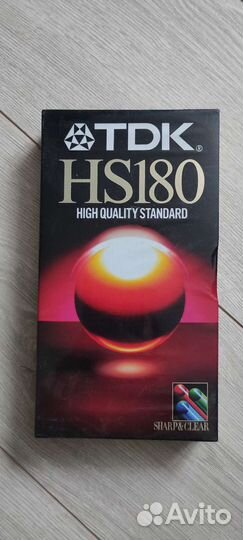 TDK®
HS180
HIGH QUALITY STANDARD
SHARP & CLEAR
Avito